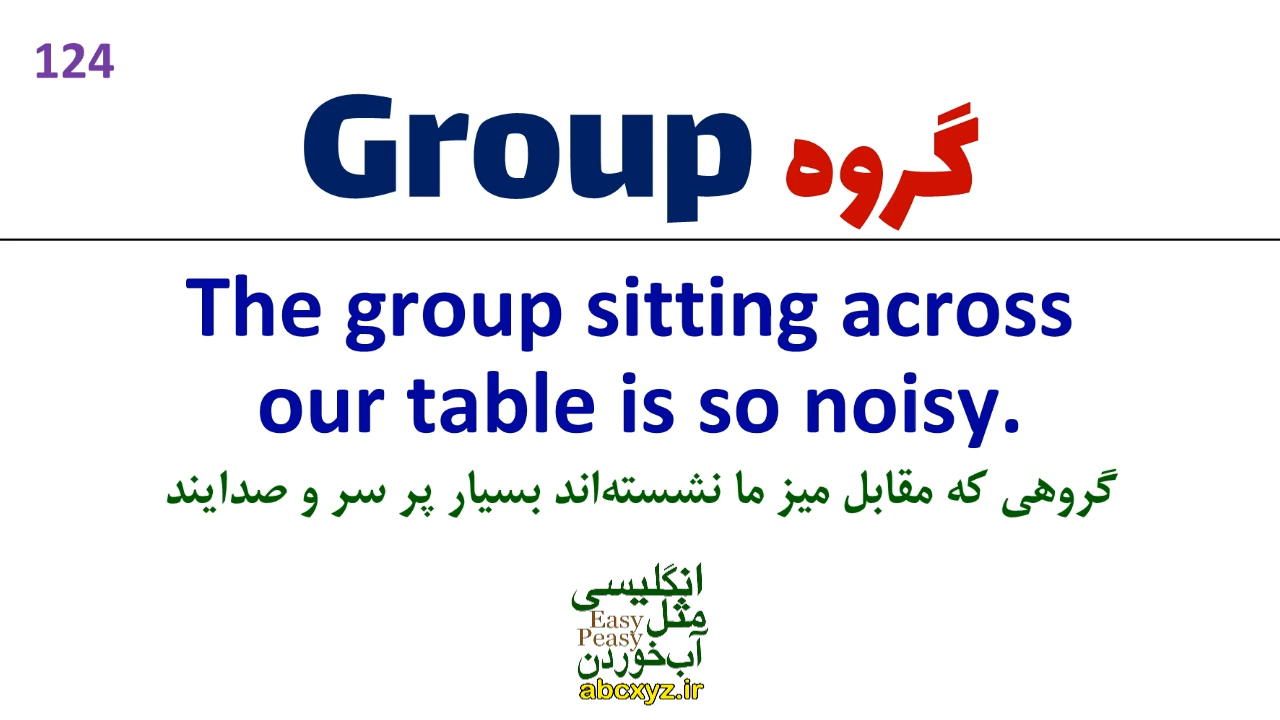 124
Group گروه
The group sitting across
our table is so noisy.
گروهی که مقابل میز ما نشسته‌اند بسیار پر سر و صدایند
انگلیسی
مثل Easy
Peasy
آب‌خوردن
abcxyz.ir